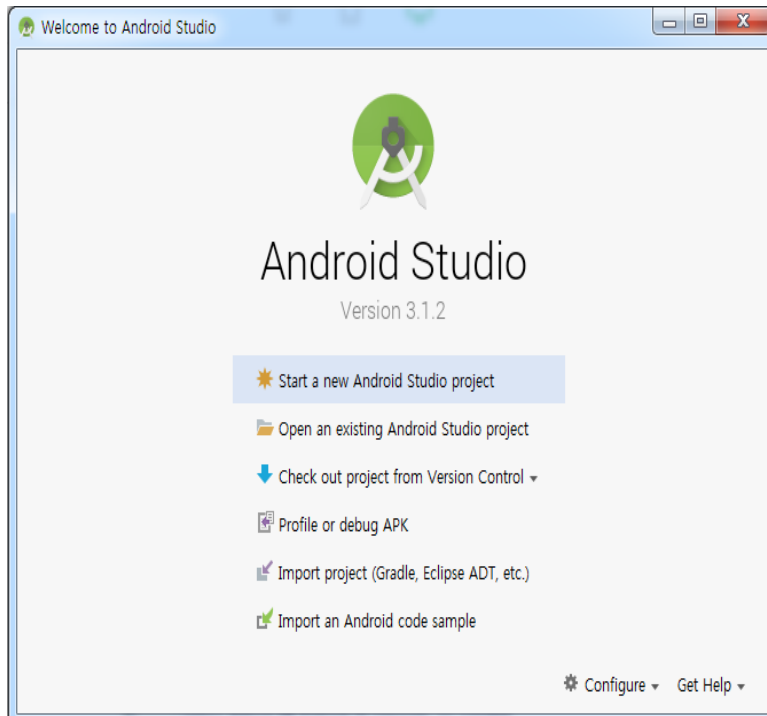 Welcome to Android Studio
Android Studio
Version 3.1.2
Start a new Android Studio project
Open an existing Android Studio project
Check out project from Version Control
Profile or debug APK
Import project (Gradle, Eclipse ADT, etc.)
Import an Android code sample
Configure Get Help